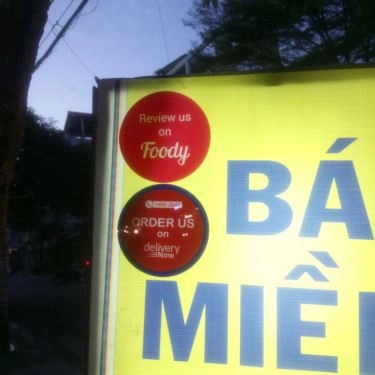 Review us
on
Foody
ORDER US
on
delivery
Now
BÁ
MIỀ